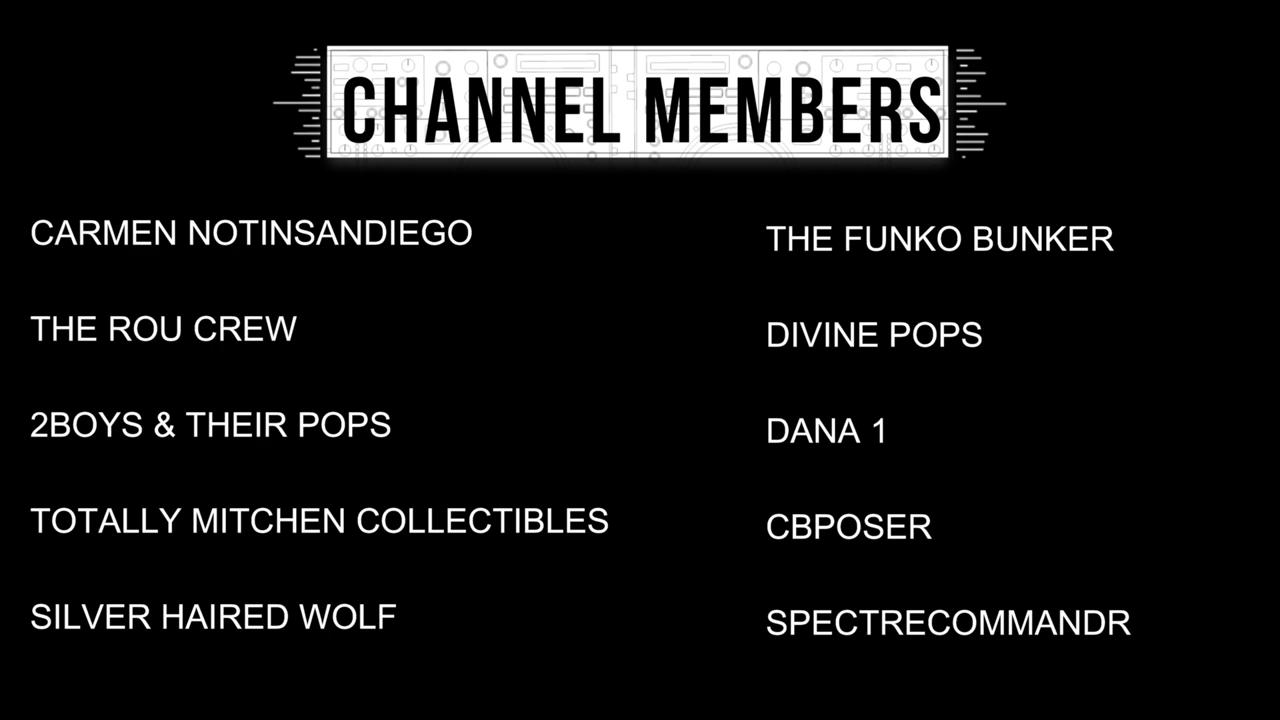 CHANNEL MEMBERS
CARMEN NOTINSANDIEGO
THE ROU CREW
2BOYS & THEIR POPS
TOTALLY MITCHEN COLLECTIBLES
SILVER HAIRED WOLF
THE FUNKO BUNKER
DIVINE POPS
DANA 1
CBPOSER
SPECTRECOMMANDR